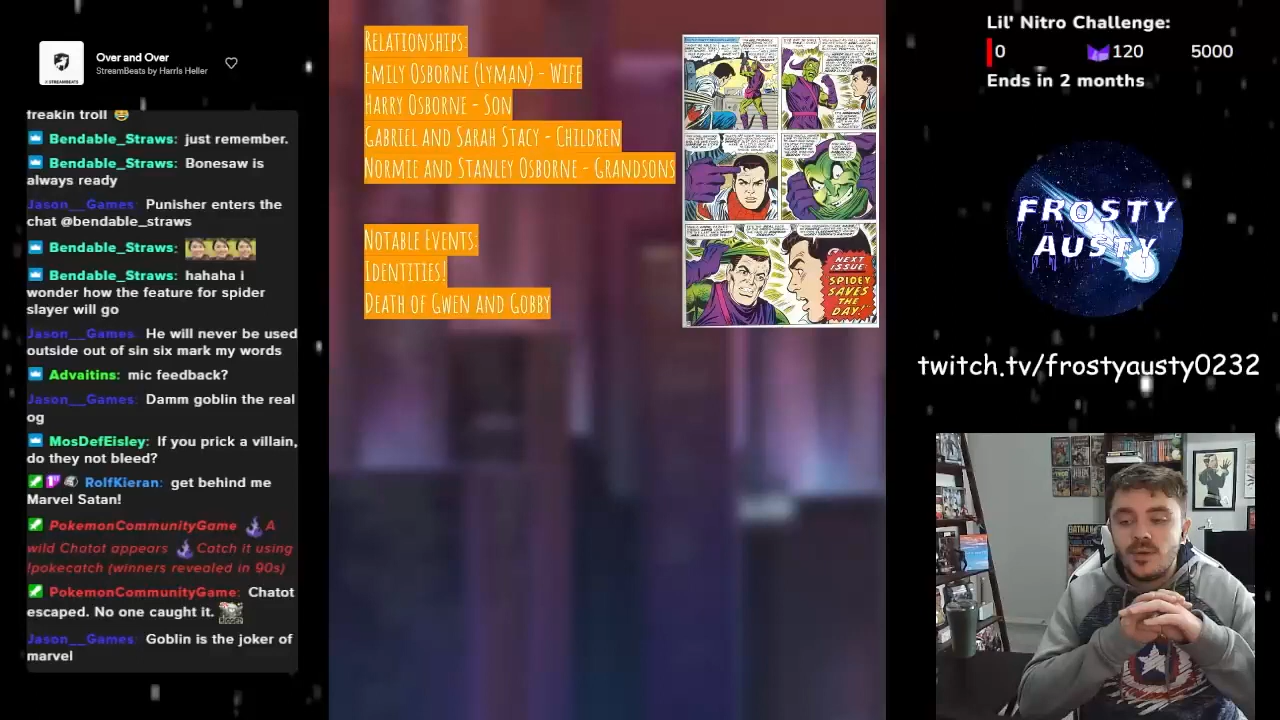 Over and Over
StreamBeats by Harris Heller
freakin troll
Bendable_Straws: just remember.
Bendable_Straws: Bonesaw is
always ready
Jason__Games: Punisher enters the
chat @bendable_straws
Bendable_Straws:
Bendable_Straws: hahaha i
wonder how the feature for spider
slayer will go
Jason__Games: He will never be used
outside out of sin six mark my words
Advaitins: mic feedback?
Jason__Games: Damm goblin the real
og
MosDefEisley: If you prick a villain,
do they not bleed?
RolfKieran: get behind me
Marvel Satan!
PokemonCommunityGame A
wild Chatot appears Catch it using
!pokecatch (winners revealed in 90s)
PokemonCommunityGame: Chatot
escaped. No one caught it.
Jason__Games: Goblin is the joker of
marvel
Relationships:
Emily Osborne (Lyman) - Wife
Harry Osborne - Son
Gabriel and Sarah Stacy - Children
Normie and Stanley Osborne - Grandsons
Notable Events:
Identities!
Death of Gwen and Gobby
NEXT
ISSUE
SPIDEY
SAVES
THE
DAY!
Lil' Nitro Challenge:
0 120 5000
Ends in 2 months
FROSTY
AUSTY
twitch.tv/frostyausty0232
BATMAN